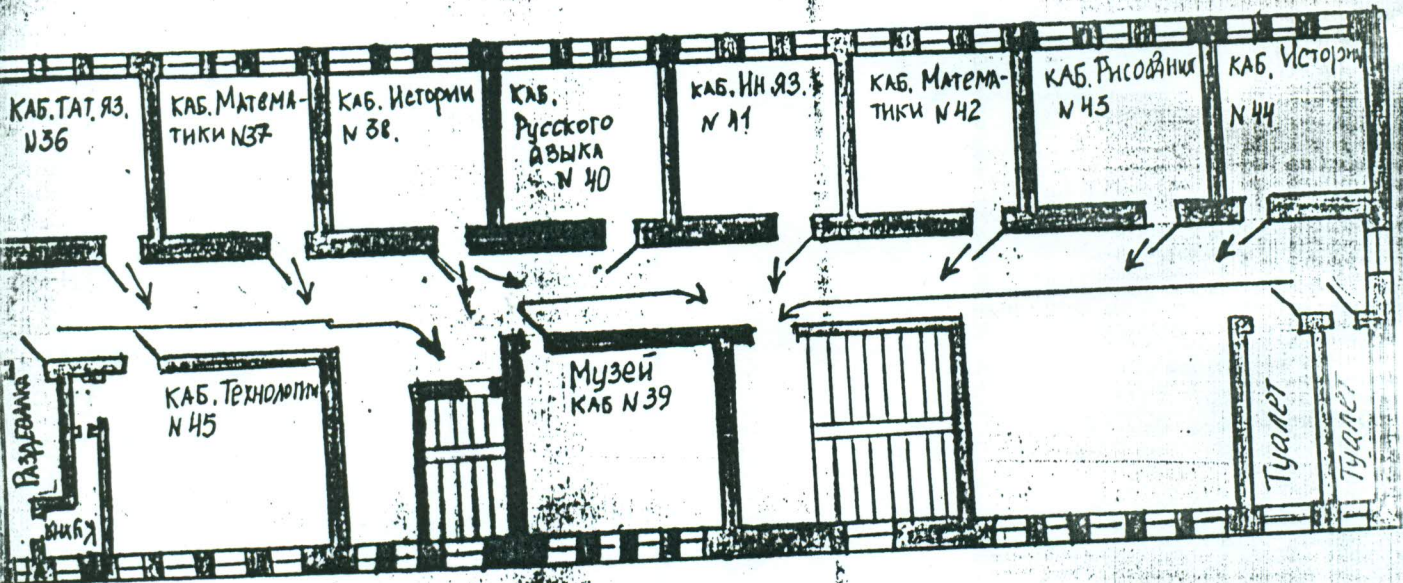 КАБ. ТАТ. ЯЗ.
N36
КАБ. МАТЕМА-
ТИКИ N37
КАБ. Истории
N 38.
КАБ.
Русского
ЯЗЫКА
N 40
КАБ. ИН. ЯЗ.
N 41
КАБ. МАТЕМА-
ТИКИ N 42
КАБ. Рисования
N 43
КАБ. Истории
N 44
Раздевалка
КАБ. Технологии
N 45
Музей
КАБ N 39
Туалет
Туалет